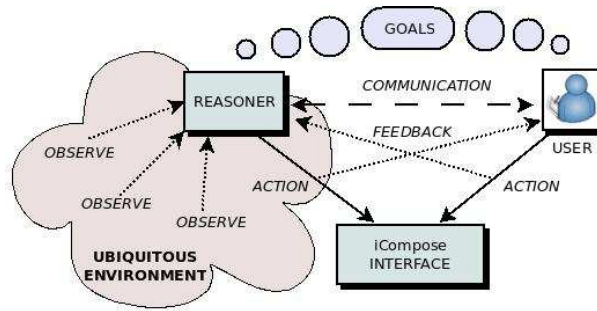 GOALS
REASONER
COMMUNICATION
FEEDBACK
USER
OBSERVE
OBSERVE
OBSERVE
ACTION
ACTION
UBIQUITOUS
ENVIRONMENT
iCompose
INTERFACE